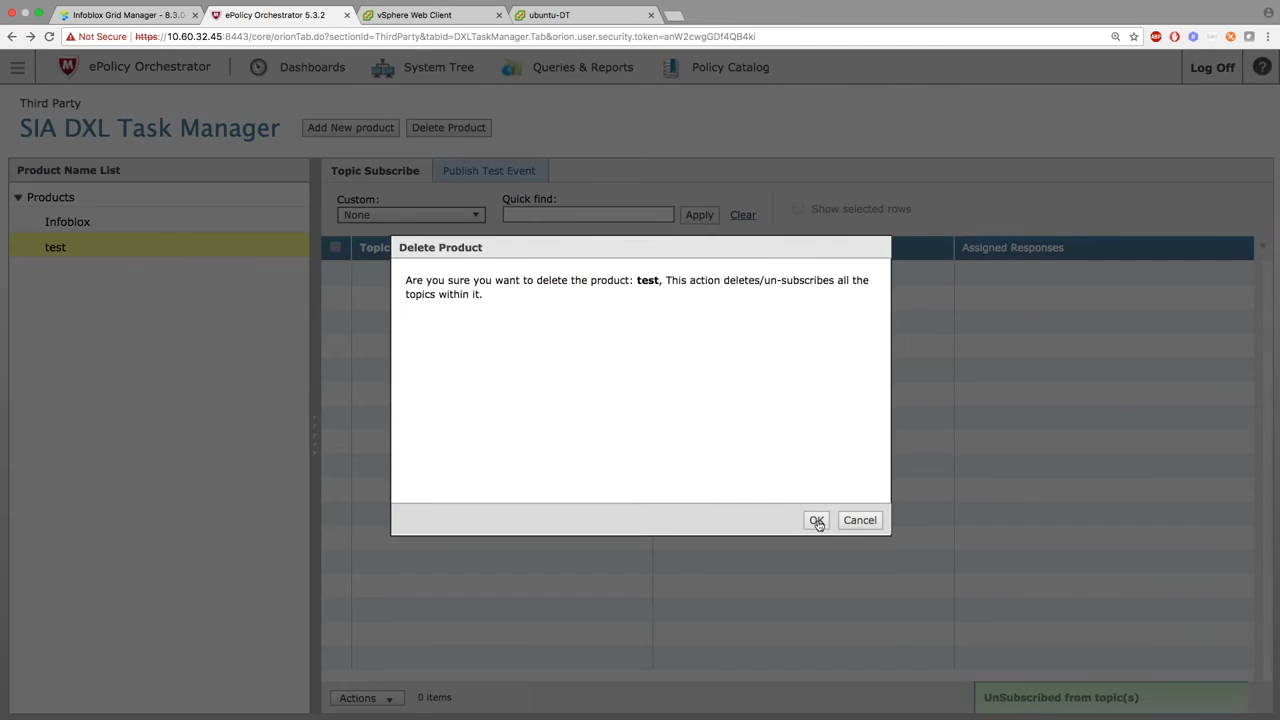 Infoblox Grid Manager - 8.3.0
ePolicy Orchestrator 5.3.2
vSphere Web Client
ubuntu-DT
Not Secure
https://10.60.32.45:8443/core/orionTab.do?sectionId=ThirdParty&tabId=DXLTaskManager.Tab&orion.user.security.token=anW2cwgGDf4QB4ki
ePolicy Orchestrator
Dashboards
System Tree
Queries & Reports
Policy Catalog
Log Off
?
Third Party
SIA DXL Task Manager
Add New product
Delete Product
Product Name List
Products
Infoblox
test
Topic Subscribe
Publish Test Event
Custom:
None
Quick find:
Apply
Clear
Show selected rows
Topic
Assigned Responses
Delete Product
Are you sure you want to delete the product: test, This action deletes/un-subscribes all the
topics within it.
OK
Cancel
Actions
0 items
UnSubscribed from topic(s)